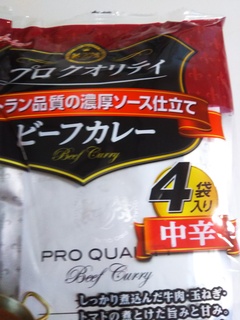 プロ クオリティ
トラン品質の濃厚ソース仕立て
ビーフカレー
Beef Curry
4袋入り
中辛
PRO QUAL
Beef Curry
しっかり煮込んだ牛肉・玉ねぎ・
トマトの煮とけた旨みと甘み。